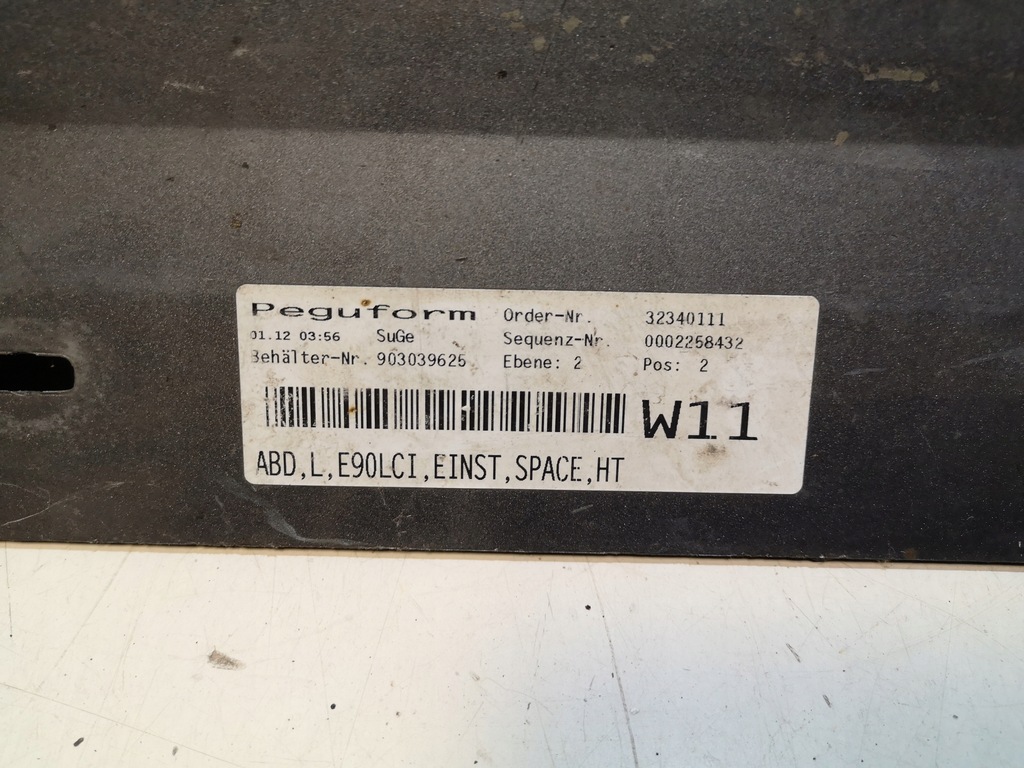 Peguform Order-Nr. 32340111
01.12 03:56 SuGe Sequenz-Nr. 0002258432
Behälter-Nr. 903039625 Ebene: 2 Pos: 2
W11
ABD,L,E90LCI,EINST,SPACE,HT